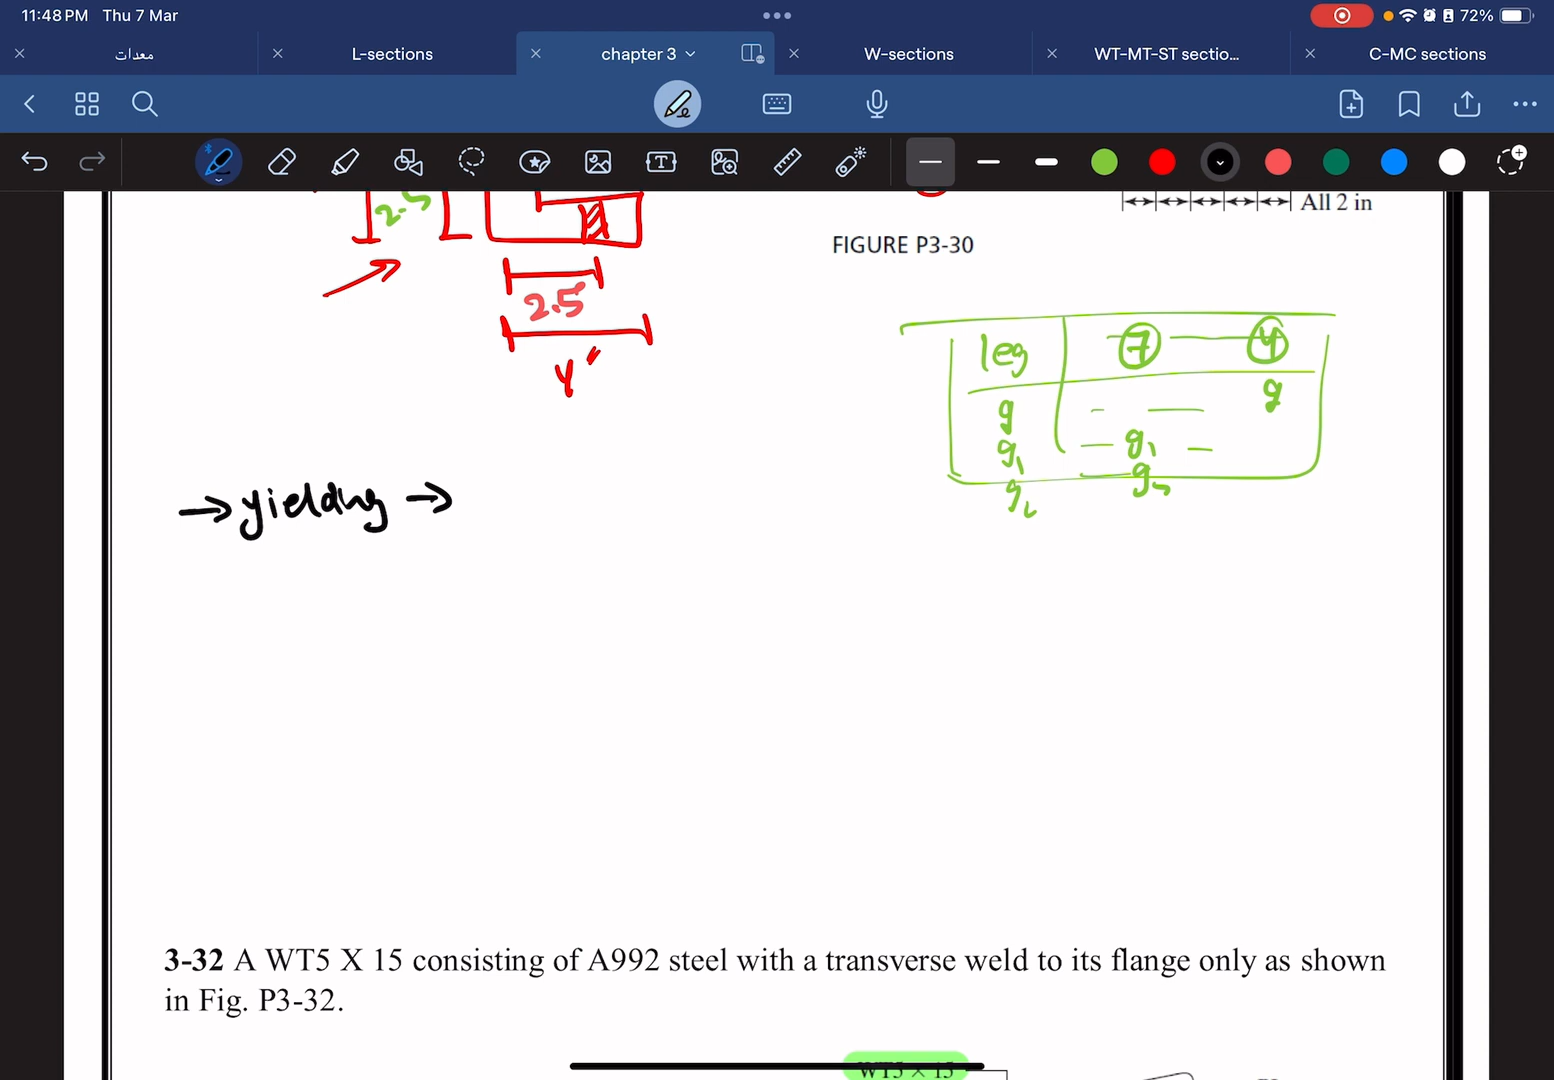 11:48 PM Thu 7 Mar
72%
معدات
L-sections
chapter 3
W-sections
WT-MT-ST sectio...
C-MC sections
2.5
All 2 in
FIGURE P3-30
2.5
4"
leg 7 4
g g
g1 g1
g2 g2
→ yielding →
3-32 A WT5 X 15 consisting of A992 steel with a transverse weld to its flange only as shown
in Fig. P3-32.
WT5 × 15